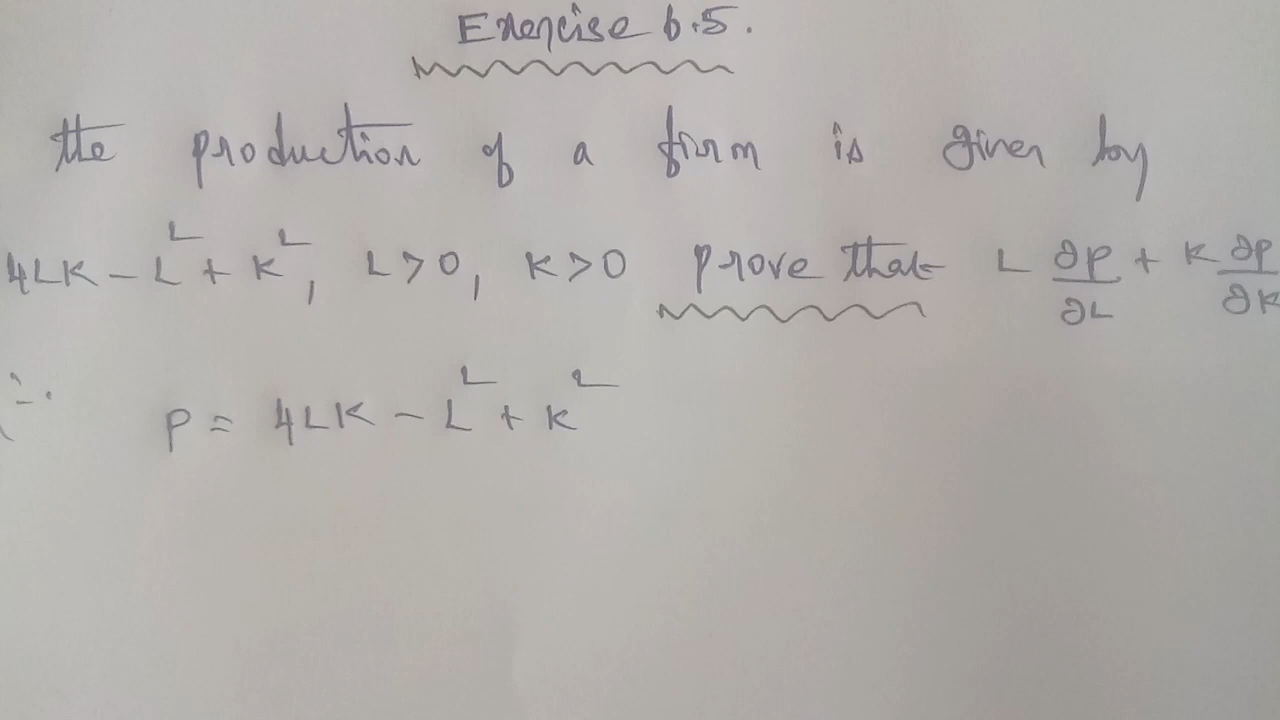 Exercise 6.5.
the production of a firm is given by
4LK - L² + K², L>0, K>0 prove that L ∂P/∂L + K ∂P/∂K
∴ P = 4LK - L² + K²